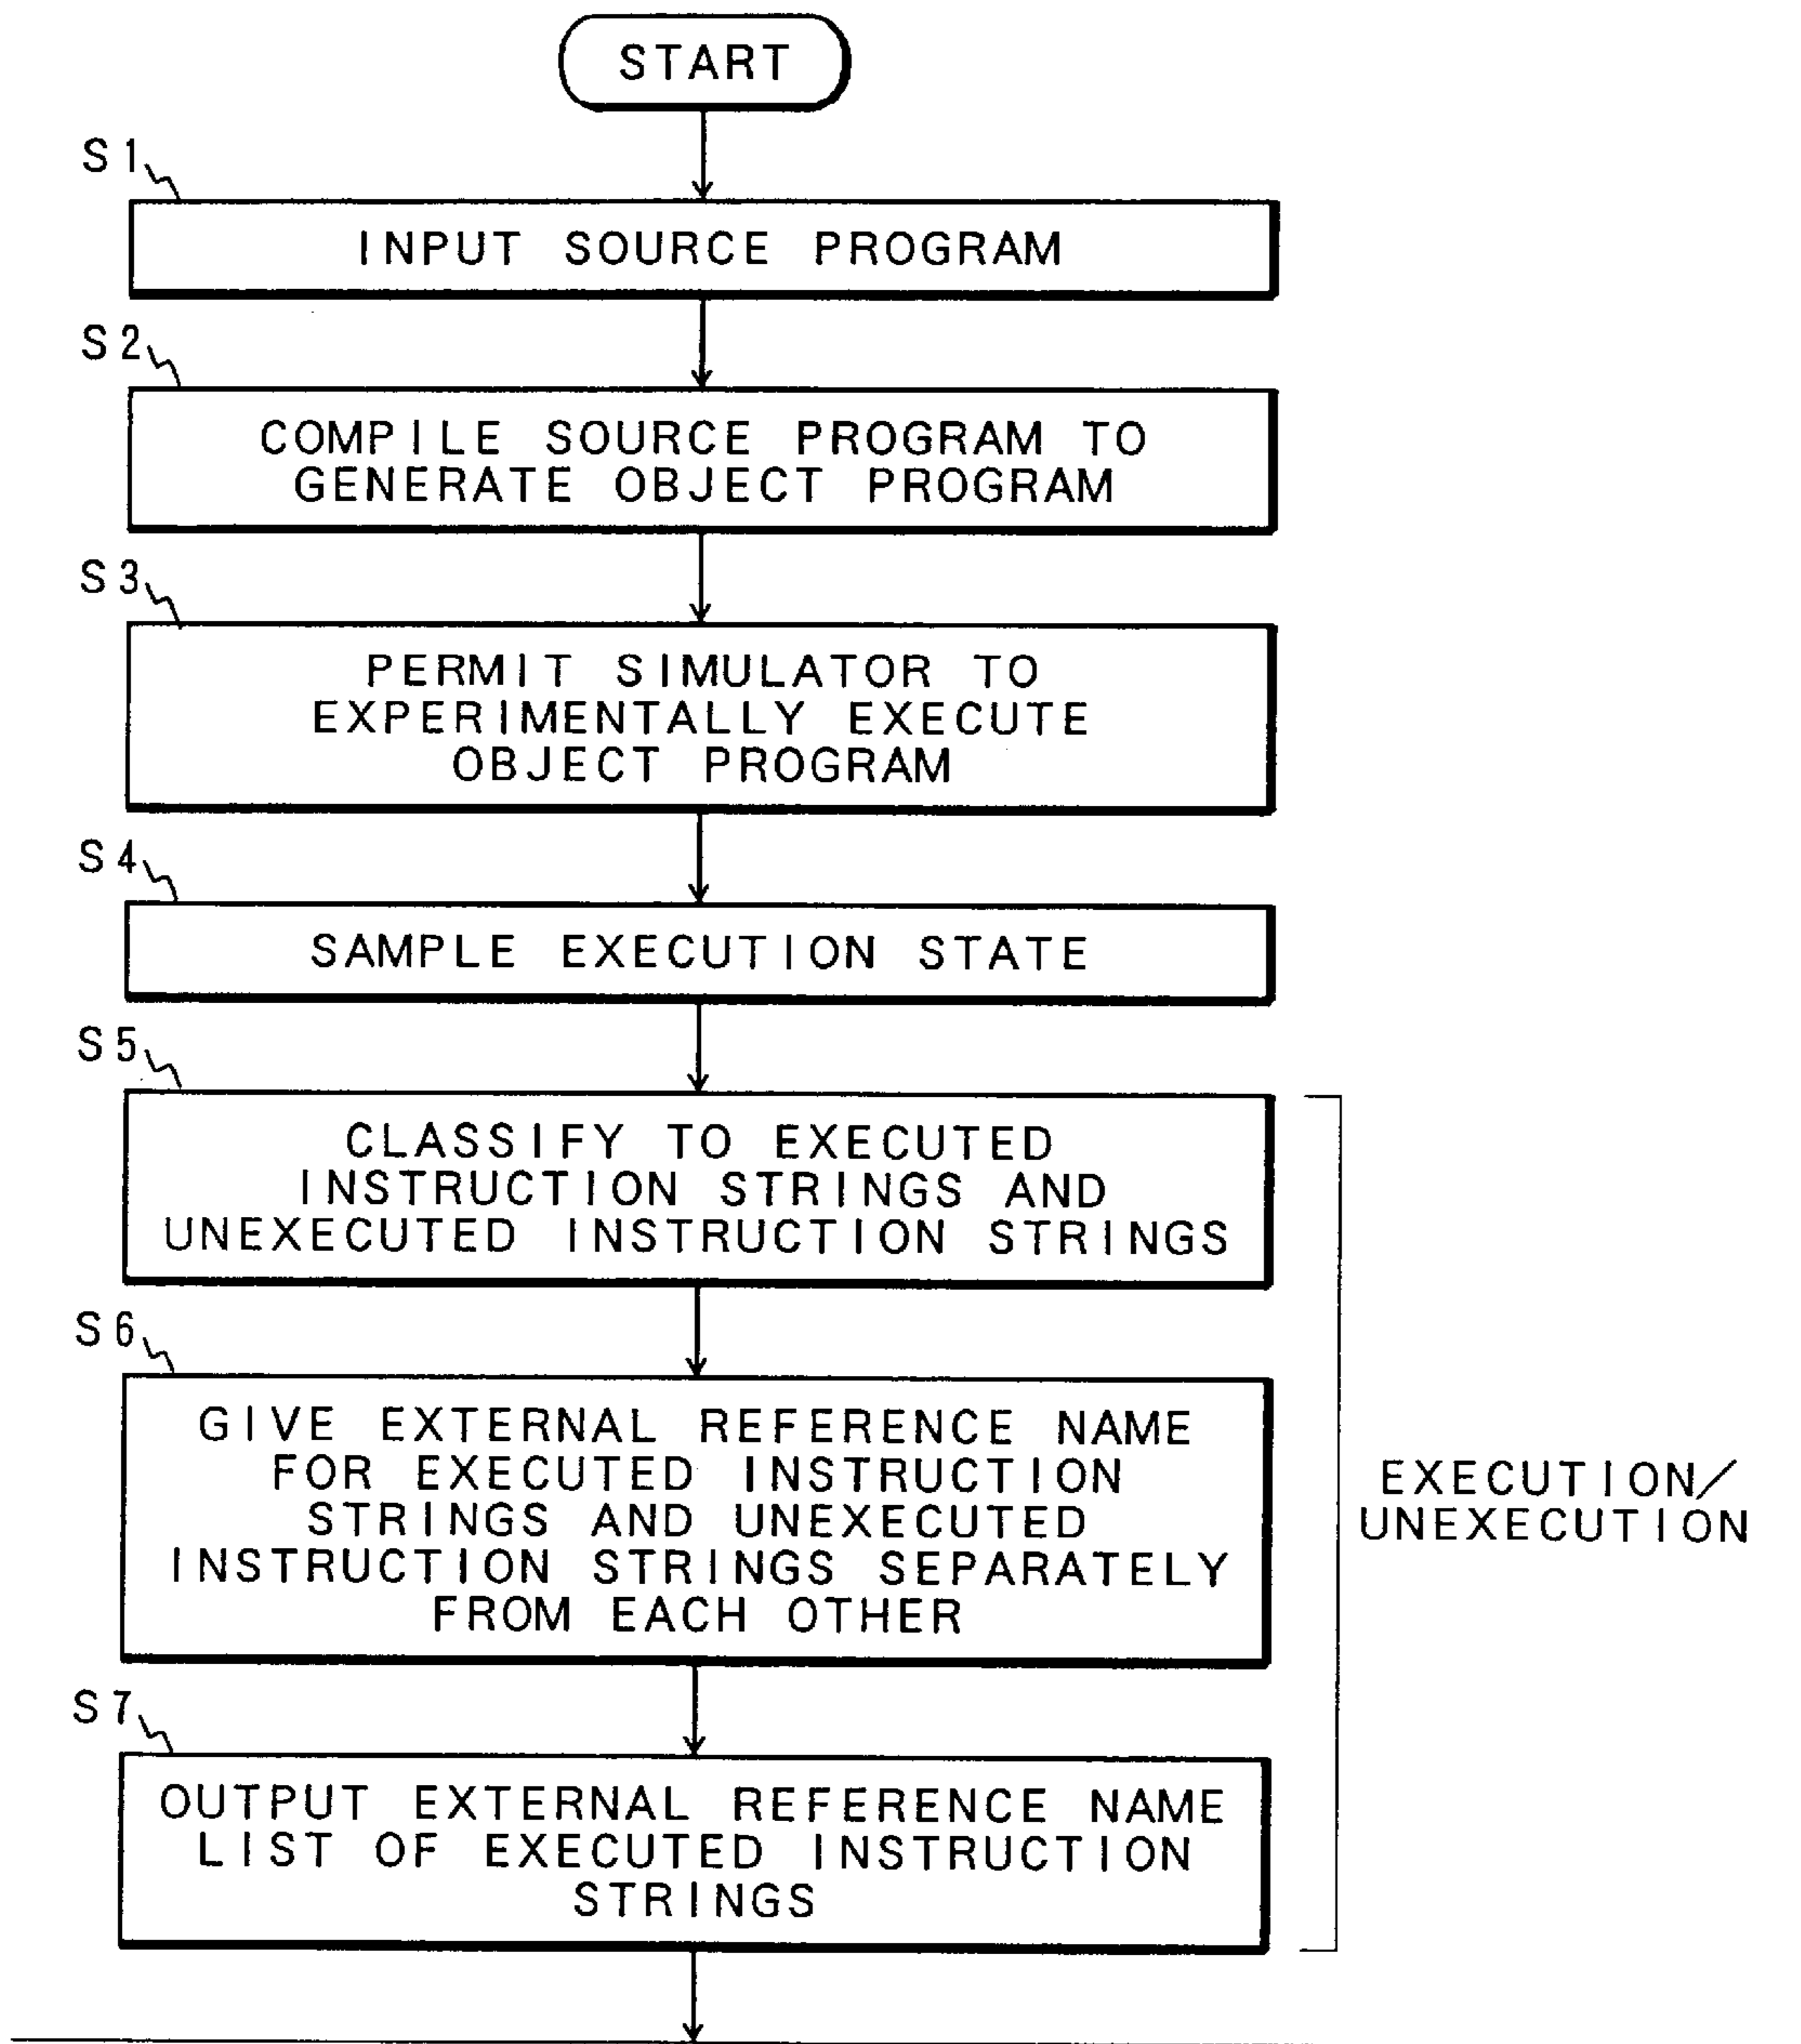 START
S1
INPUT SOURCE PROGRAM
S2
COMPILE SOURCE PROGRAM TO
GENERATE OBJECT PROGRAM
S3
PERMIT SIMULATOR TO
EXPERIMENTALLY EXECUTE
OBJECT PROGRAM
S4
SAMPLE EXECUTION STATE
S5
CLASSIFY TO EXECUTED
INSTRUCTION STRINGS AND
UNEXECUTED INSTRUCTION STRINGS
S6
GIVE EXTERNAL REFERENCE NAME
FOR EXECUTED INSTRUCTION
STRINGS AND UNEXECUTED
INSTRUCTION STRINGS SEPARATELY
FROM EACH OTHER
EXECUTION/
UNEXECUTION
S7
OUTPUT EXTERNAL REFERENCE NAME
LIST OF EXECUTED INSTRUCTION
STRINGS